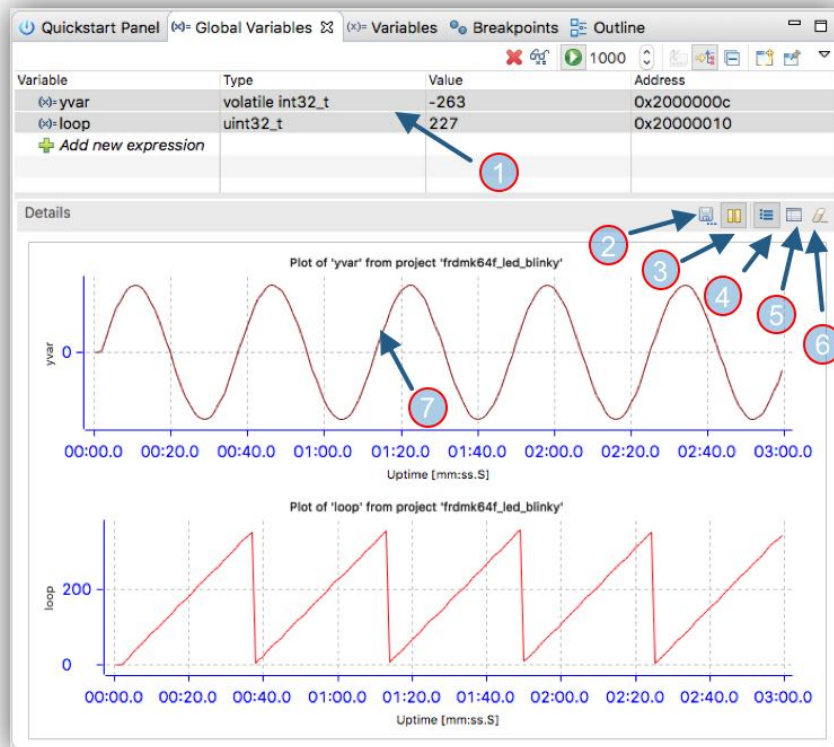 Quickstart Panel (x)= Global Variables (x)= Variables Breakpoints Outline
1000
Variable Type Value Address
(x)= yvar volatile int32_t -263 0x2000000c
(x)= loop uint32_t 227 0x20000010
Add new expression
1
Details
2
3
4
5
6
Plot of 'yvar' from project 'frdmk64f_led_blinky'
yvar
0
7
00:00.0 00:20.0 00:40.0 01:00.0 01:20.0 01:40.0 02:00.0 02:20.0 02:40.0 03:00.0
Uptime [mm:ss.S]
Plot of 'loop' from project 'frdmk64f_led_blinky'
loop
200
0
00:00.0 00:20.0 00:40.0 01:00.0 01:20.0 01:40.0 02:00.0 02:20.0 02:40.0 03:00.0
Uptime [mm:ss.S]